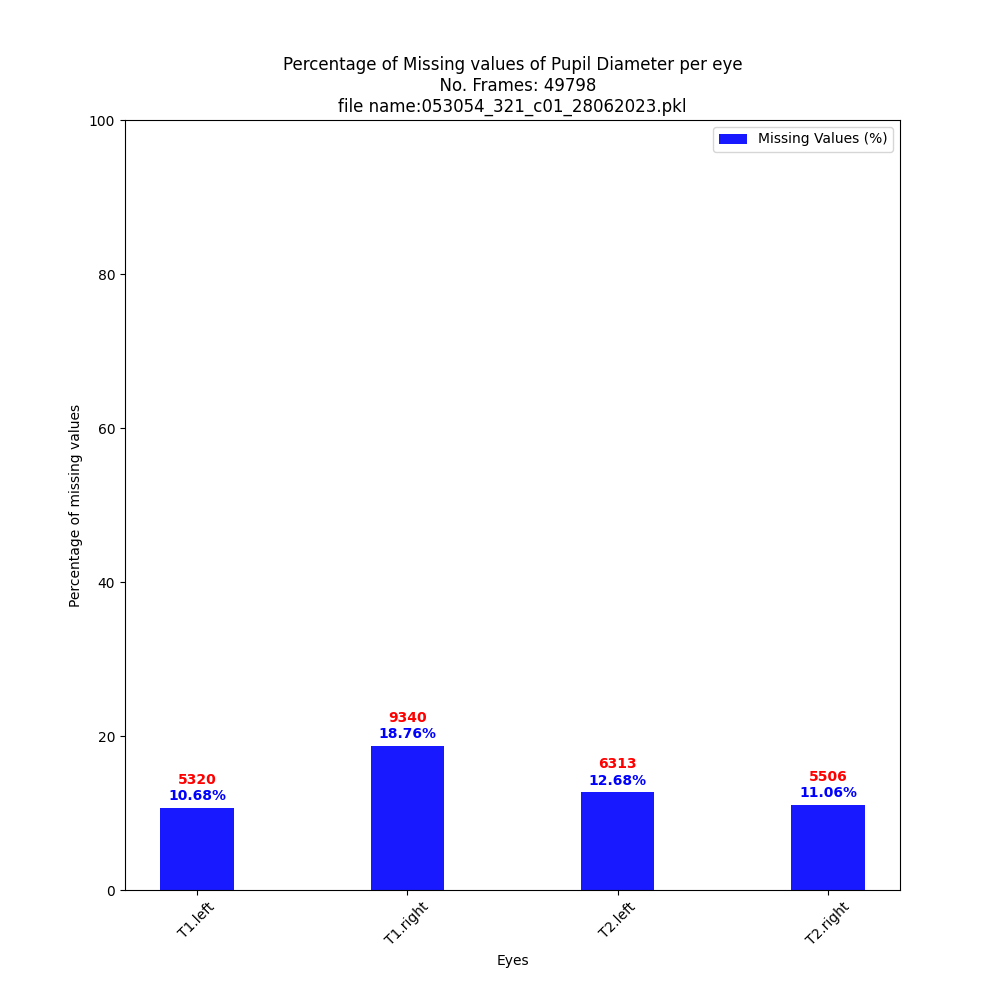 Percentage of Missing values of Pupil Diameter per eye
No. Frames: 49798
file name:053054_321_c01_28062023.pkl
Missing Values (%)
100
80
60
40
20
0
Percentage of missing values
5320
10.68%
9340
18.76%
6313
12.68%
5506
11.06%
T1.left
T1.right
T2.left
T2.right
Eyes